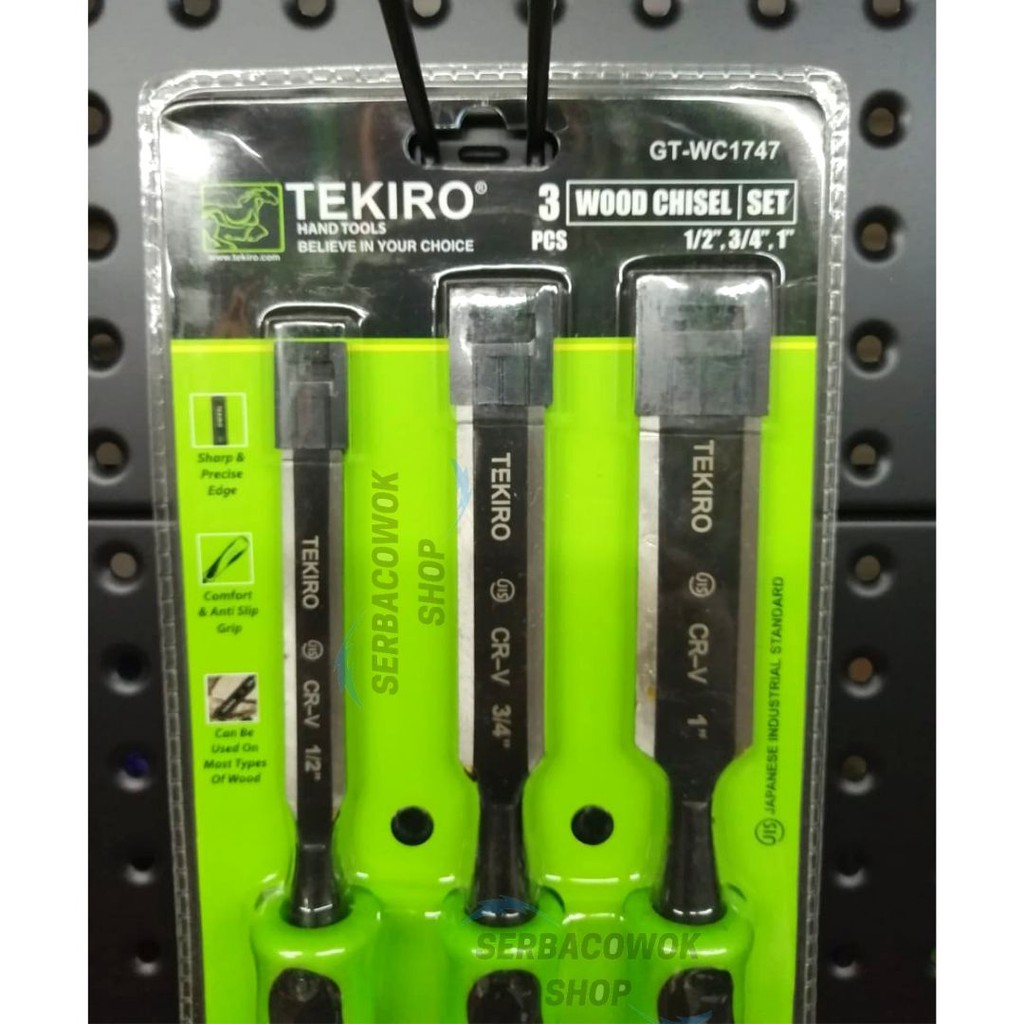 GT-WC1747
TEKIRO®
HAND TOOLS
BELIEVE IN YOUR CHOICE
www.tekiro.com
3 WOOD CHISEL SET
PCS 1/2", 3/4", 1"
Sharp &
Precise
Edge
Comfort
& Anti Slip
Grip
Can Be
Used On
Most Types
Of Wood
TEKIRO JIS CR-V 1/2"
TEKIRO JIS CR-V 3/4"
TEKIRO JIS CR-V 1"
JIS JAPANESE INDUSTRIAL STANDARD
SERBACOWOK
SHOP
SERBACOWOK
SHOP